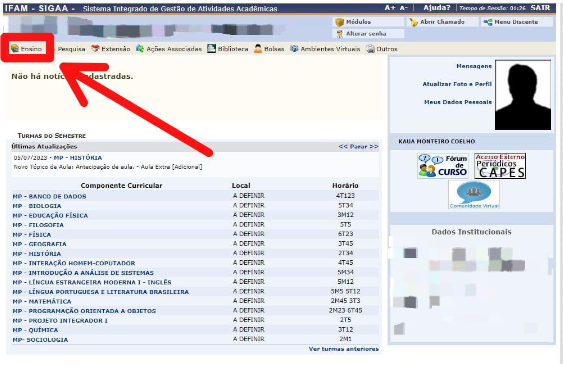 IFAM - SIGAA - Sistema Integrado de Gestão de Atividades Acadêmicas A+ A- Ajuda? Tempo de Sessão: 01:26 SAIR
Módulos Abrir Chamado Menu Discente
Alterar senha
Ensino Pesquisa Extensão Ações Associadas Biblioteca Bolsas Ambientes Virtuais Outros
Não há notícias cadastradas.
Mensagens
Atualizar Foto e Perfil
Meus Dados Pessoais
TURMAS DO SEMESTRE
Últimas Atualizações << Parar >>
05/07/2023 - MP - HISTÓRIA
Novo Tópico de Aula: Antecipação de aula. - Aula Extra [Adicional]
Componente Curricular Local Horário
MP - BANCO DE DADOS A DEFINIR 4T123
MP - BIOLOGIA A DEFINIR 5T34
MP - EDUCAÇÃO FÍSICA A DEFINIR 3M12
MP - FILOSOFIA A DEFINIR 5T5
MP - FÍSICA A DEFINIR 6T23
MP - GEOGRAFIA A DEFINIR 3T45
MP - HISTÓRIA A DEFINIR 2T34
MP - INTERAÇÃO HOMEM-COPUTADOR A DEFINIR 4T45
MP - INTRODUÇÃO A ANÁLISE DE SISTEMAS A DEFINIR 5M34
MP - LÍNGUA ESTRANGEIRA MODERNA I - INGLÊS A DEFINIR 5M12
MP - LÍNGUA PORTUGUESA E LITERATURA BRASILEIRA A DEFINIR 5M5 5T12
MP - MATEMÁTICA A DEFINIR 2M45 3T3
MP - PROGRAMAÇÃO ORIENTADA A OBJETOS A DEFINIR 2M23 6T45
MP - PROJETO INTEGRADOR I A DEFINIR 2T5
MP - QUÍMICA A DEFINIR 3T12
MP- SOCIOLOGIA A DEFINIR 2M1
Ver turmas anteriores
KAUA MONTEIRO COELHO
Fórum de CURSO
Acesso Externo
Periódicos
CAPES
Comunidade Virtual
Dados Institucionais